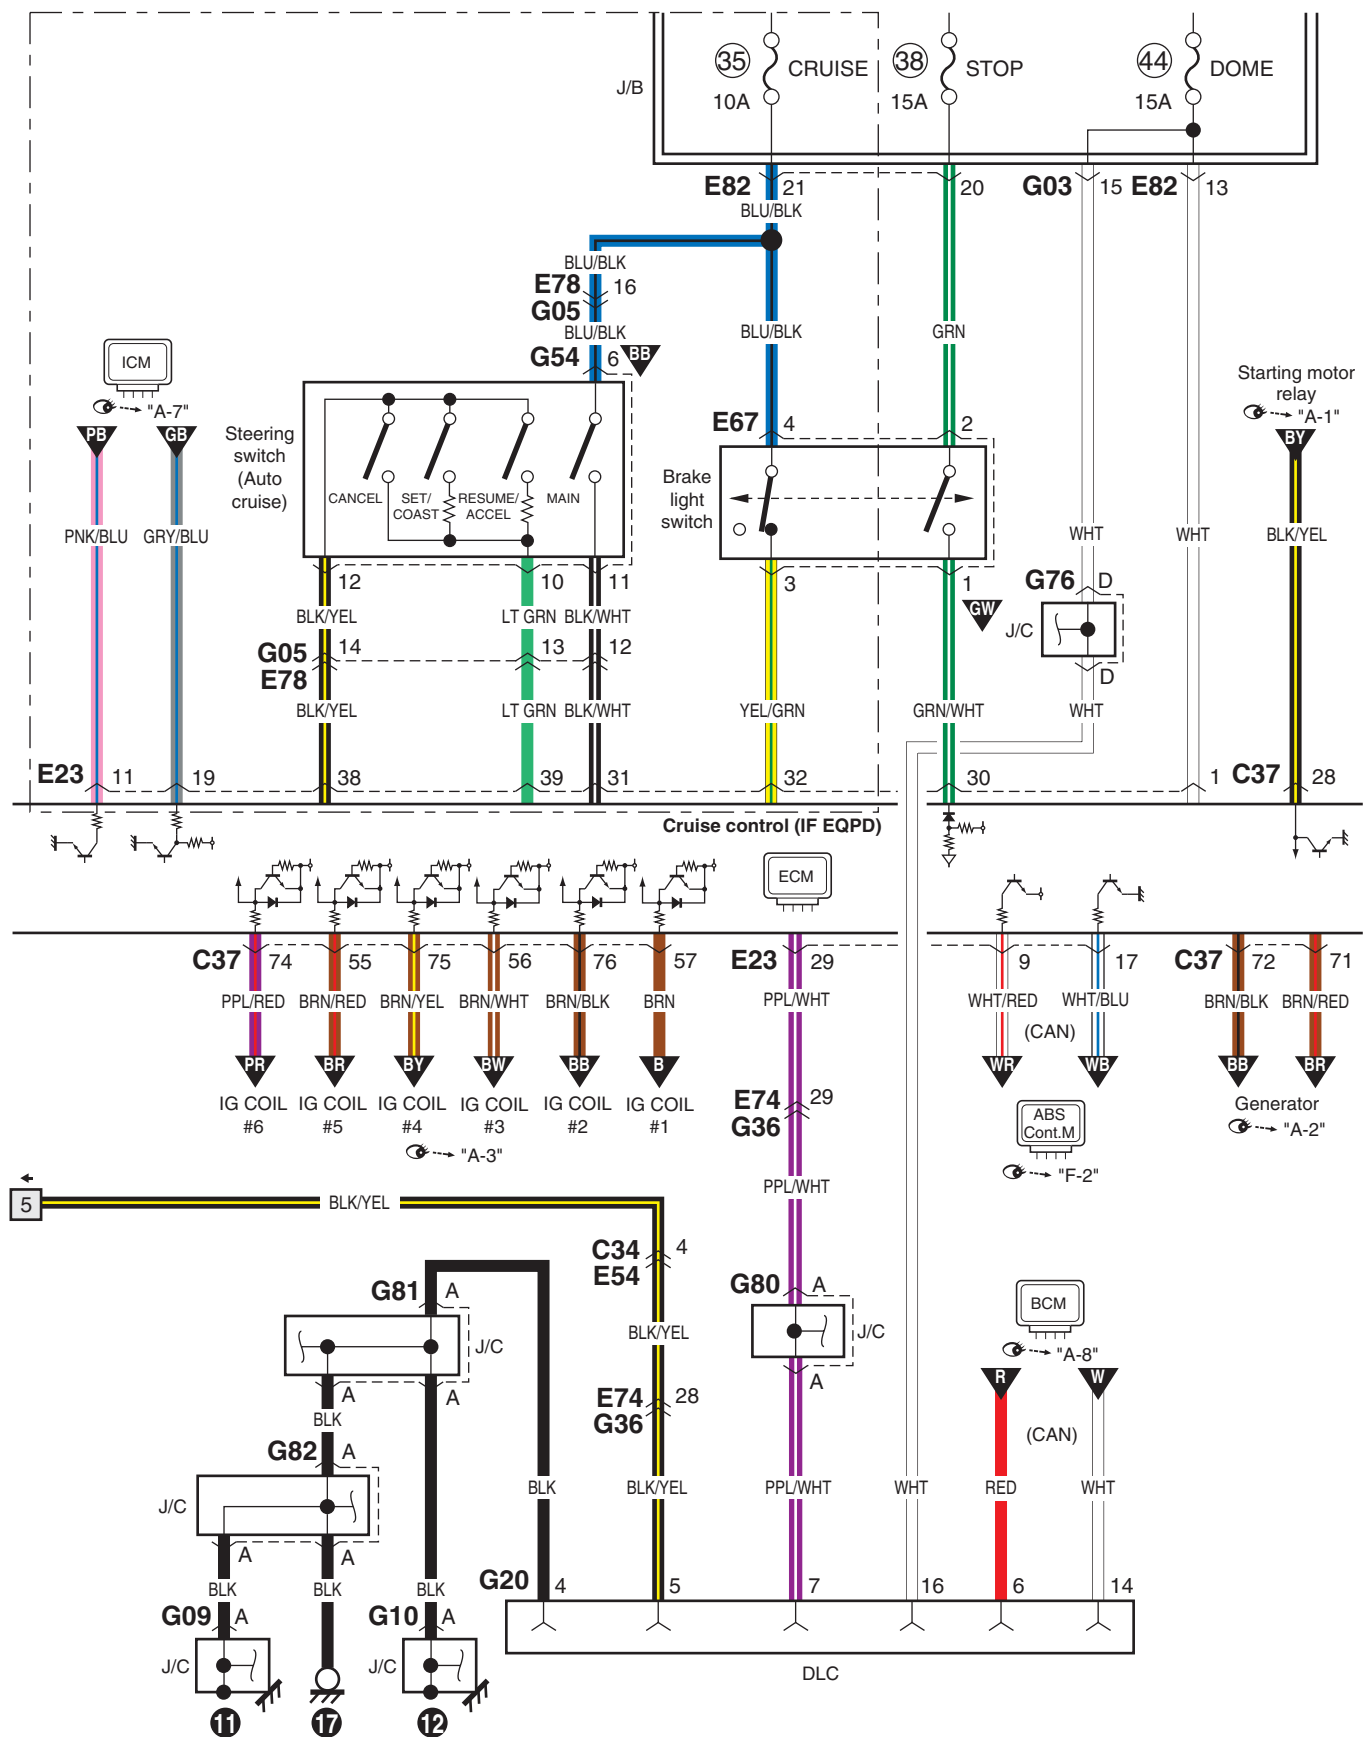 35 CRUISE 38 STOP 44 DOME
J/B 10A 15A 15A
E82 21 20 G03 15 E82 13
BLU/BLK
BLU/BLK
E78 16
G05
BLU/BLK BLU/BLK GRN
G54 6 BB
ICM
"A-7"
PB GB
Steering
switch
(Auto
cruise)
CANCEL SET/
COAST RESUME/
ACCEL MAIN
E67 4 2
Brake
light
switch
Starting motor
relay
"A-1"
BY
PNK/BLU GRY/BLU WHT WHT BLK/YEL
12 10 11 3 1 G76 D
GW
BLK/YEL LT GRN BLK/WHT J/C
G05 14 13 12
E78 D
BLK/YEL LT GRN BLK/WHT YEL/GRN GRN/WHT WHT
E23 11 19 38 39 31 32 30 1 C37 28
Cruise control (IF EQPD)
ECM
C37 74 55 75 56 76 57 E23 29 9 17 C37 72 71
PPL/RED BRN/RED BRN/YEL BRN/WHT BRN/BLK BRN PPL/WHT WHT/RED WHT/BLU BRN/BLK BRN/RED
(CAN)
PR BR BY BW BB B WR WB BB BR
IG COIL
#6 IG COIL
#5 IG COIL
#4 IG COIL
#3 IG COIL
#2 IG COIL
#1
"A-3"
E74 29
G36
ABS
Cont.M
"F-2"
Generator
"A-2"
PPL/WHT
5 BLK/YEL
C34 4
E54
G81 A
J/C
G80 A
J/C
A
BCM
"A-8"
R W
(CAN)
BLK/YEL
A A
BLK
E74 28
G36
G82 A
J/C
BLK BLK/YEL PPL/WHT WHT RED WHT
A A
BLK BLK BLK
G20 4 5 7 16 6 14
G09 A G10 A
J/C J/C
DLC
11 17 12